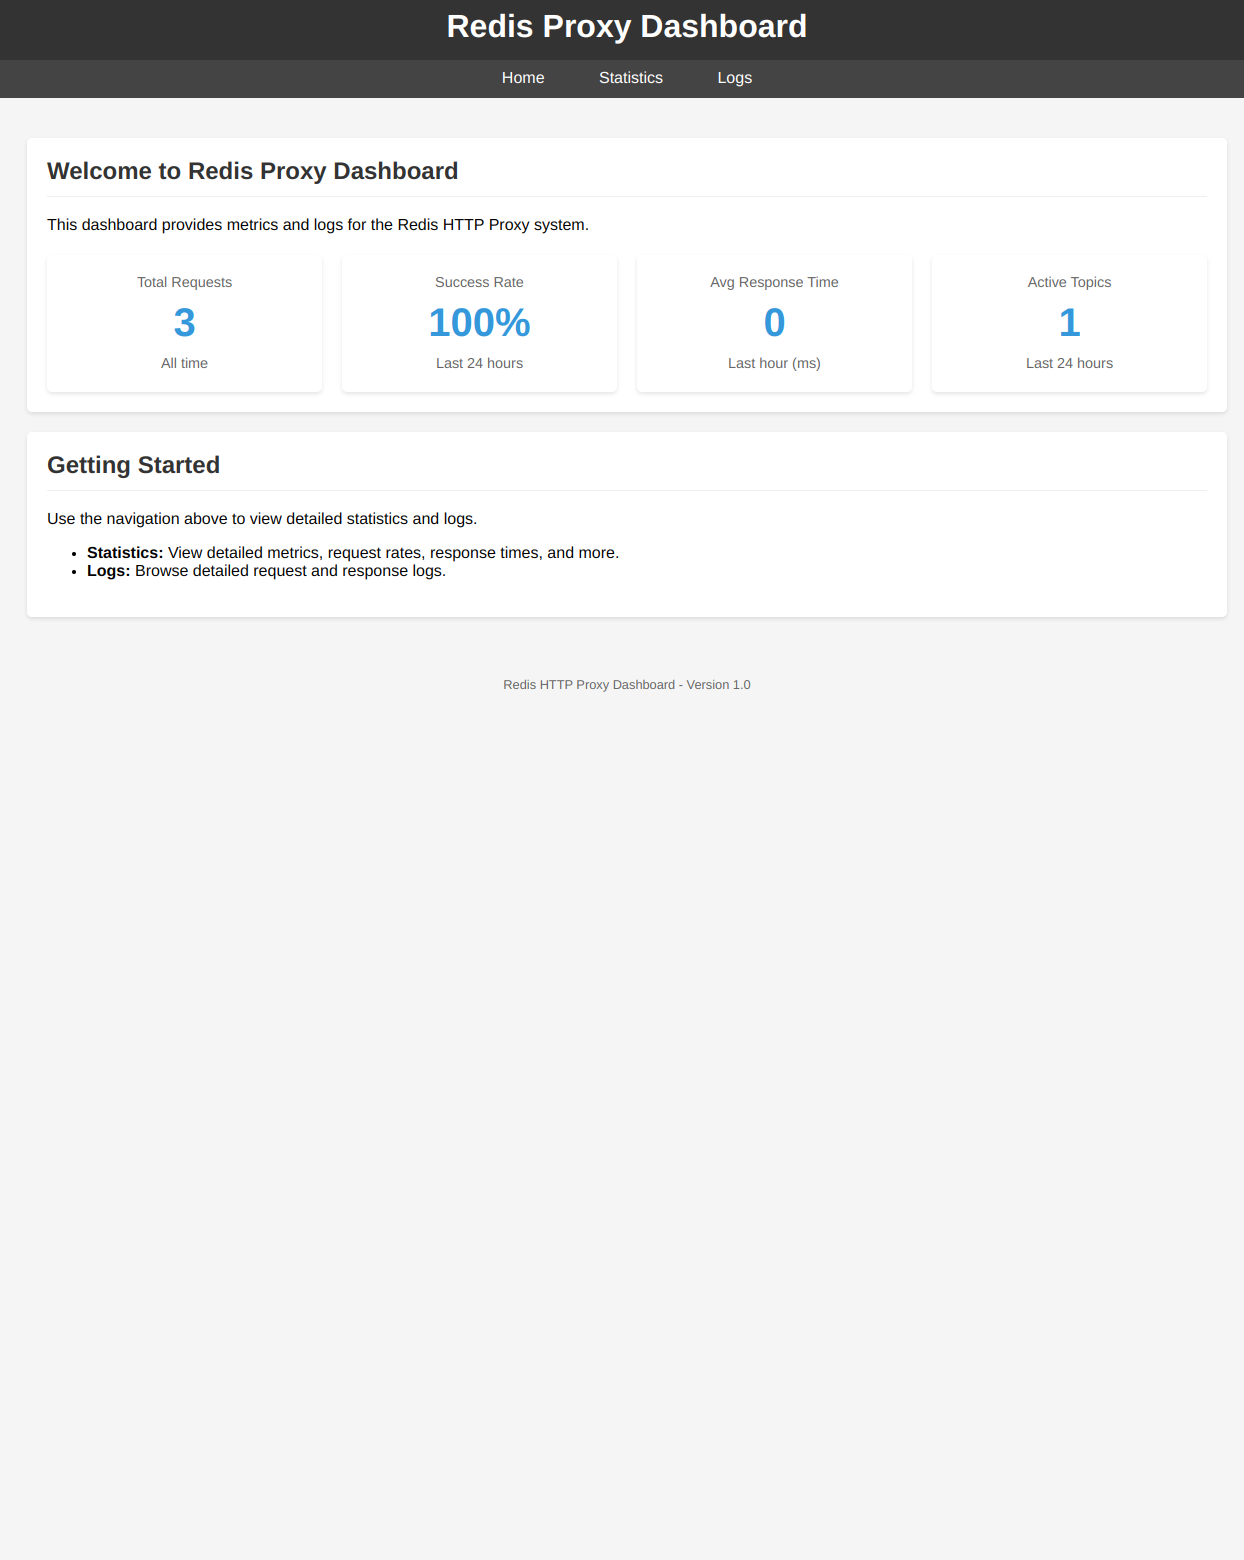 Redis Proxy Dashboard
Home Statistics Logs
Welcome to Redis Proxy Dashboard
This dashboard provides metrics and logs for the Redis HTTP Proxy system.
Total Requests
3
All time
Success Rate
100%
Last 24 hours
Avg Response Time
0
Last hour (ms)
Active Topics
1
Last 24 hours
Getting Started
Use the navigation above to view detailed statistics and logs.
• Statistics: View detailed metrics, request rates, response times, and more.
• Logs: Browse detailed request and response logs.
Redis HTTP Proxy Dashboard - Version 1.0